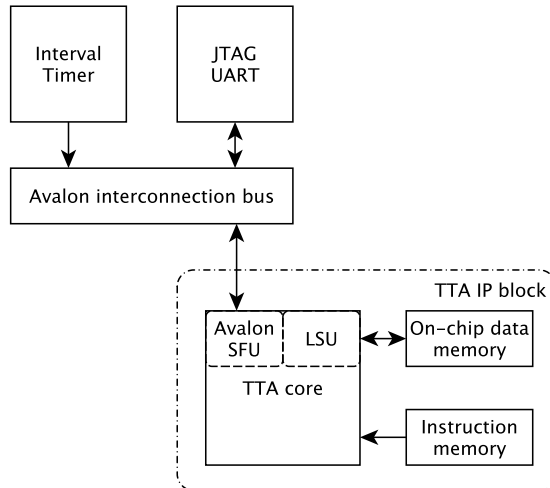 Interval
Timer
JTAG
UART
Avalon interconnection bus
TTA IP block
Avalon
SFU
LSU
TTA core
On-chip data
memory
Instruction
memory